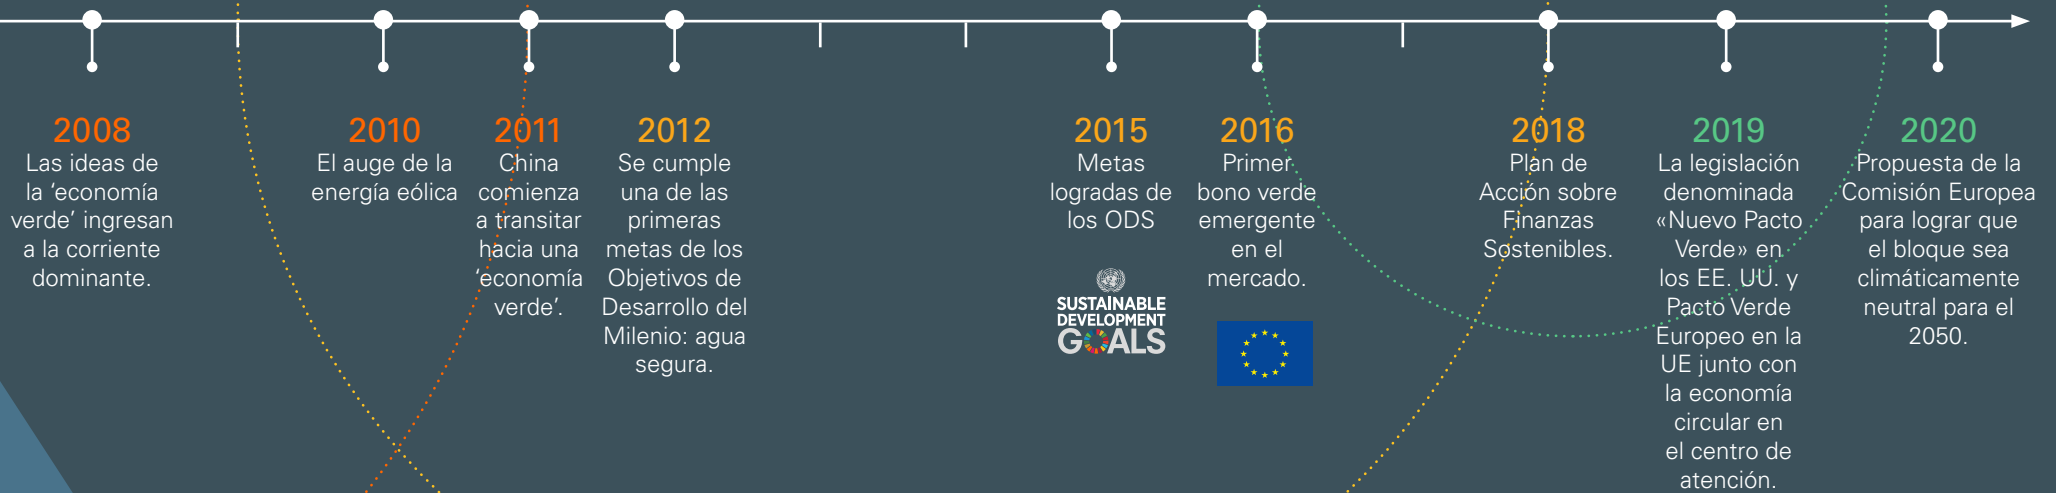 2008
Las ideas de
la ‘economía
verde’ ingresan
a la corriente
dominante.
2010
El auge de la
energía eólica
2011
China
comienza
a transitar
hacia una
‘economía
verde’.
2012
Se cumple
una de las
primeras
metas de los
Objetivos de
Desarrollo del
Milenio: agua
segura.
2015
Metas
logradas de
los ODS
SUSTAINABLE
DEVELOPMENT
GOALS
2016
Primer
bono verde
emergente
en el
mercado.
2018
Plan de
Acción sobre
Finanzas
Sostenibles.
2019
La legislación
denominada
«Nuevo Pacto
Verde» en
los EE. UU. y
Pacto Verde
Europeo en la
UE junto con
la economía
circular en
el centro de
atención.
2020
Propuesta de la
Comisión Europea
para lograr que
el bloque sea
climáticamente
neutral para el
2050.